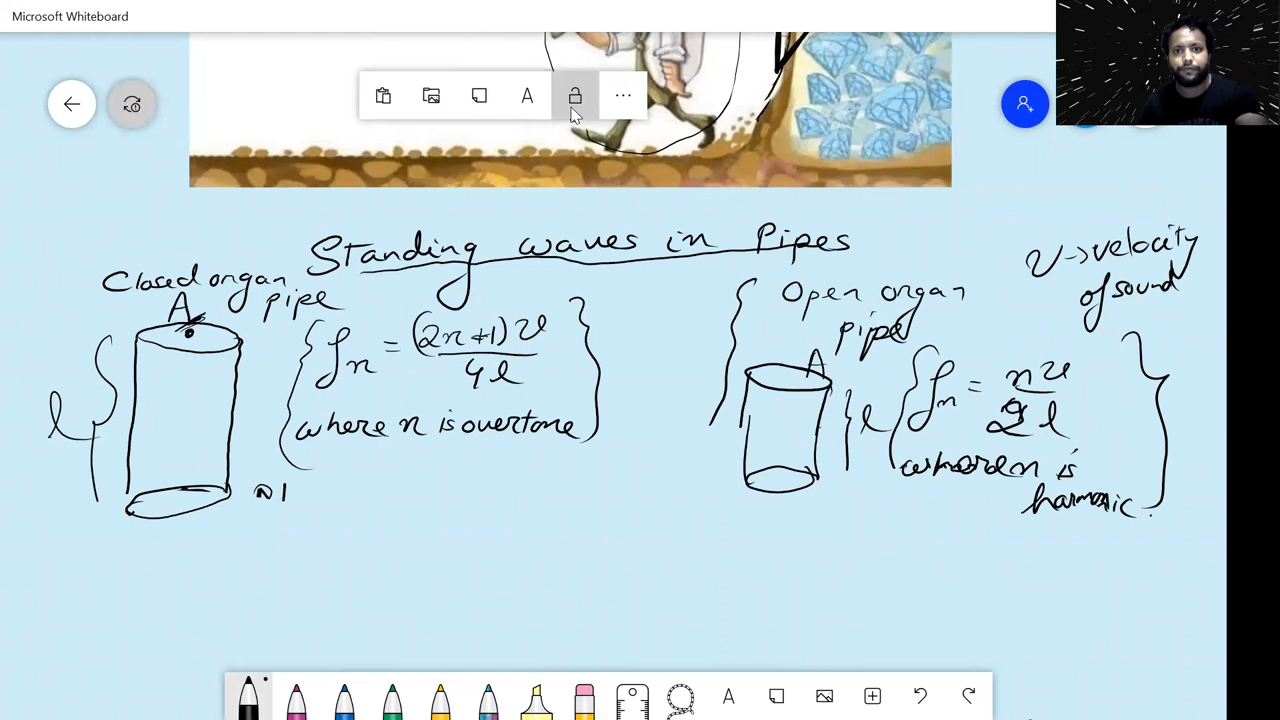 Microsoft Whiteboard
Standing waves in Pipes
v → velocity
of sound
Closed organ
pipe
A
l
{ fn = (2n+1)v / 4l }
where n is overtone
Open organ
pipe
A
l
{ fn = nv / 2l }
n is
harmonic.